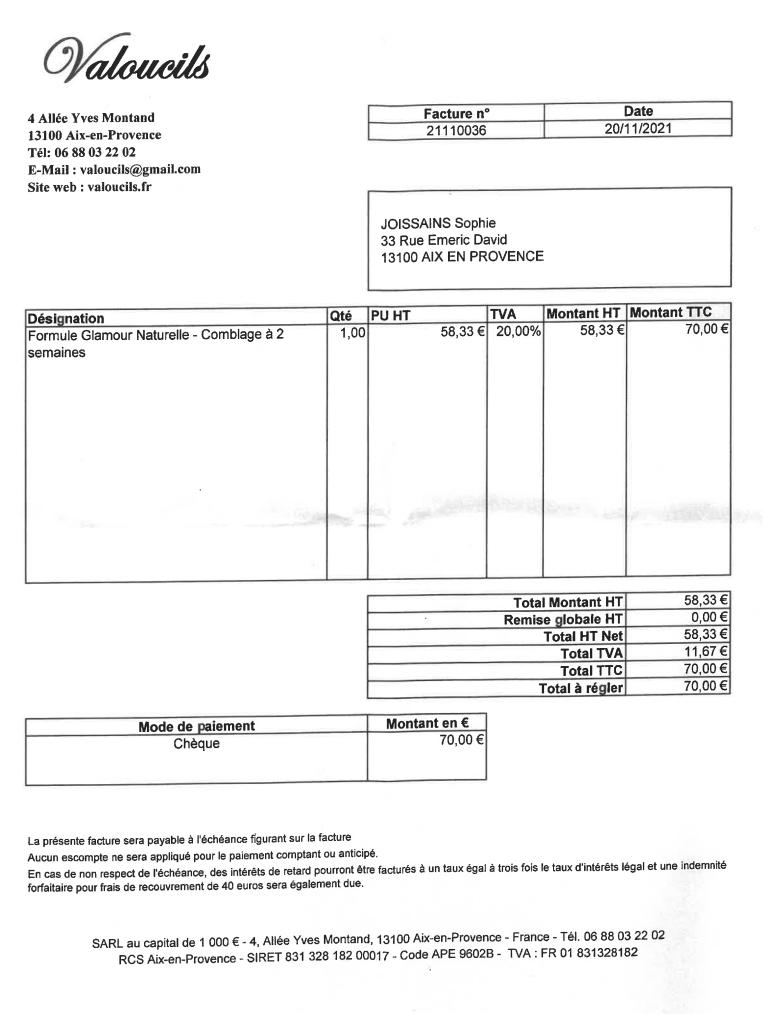 Valoucils
4 Allée Yves Montand
13100 Aix-en-Provence
Tél: 06 88 03 22 02
E-Mail : valoucils@gmail.com
Site web : valoucils.fr
Facture n° Date
21110036 20/11/2021
JOISSAINS Sophie
33 Rue Emeric David
13100 AIX EN PROVENCE
Désignation Qté PU HT TVA Montant HT Montant TTC
Formule Glamour Naturelle - Comblage à 2 1,00 58,33 € 20,00% 58,33 € 70,00 €
semaines
Total Montant HT 58,33 €
Remise globale HT 0,00 €
Total HT Net 58,33 €
Total TVA 11,67 €
Total TTC 70,00 €
Total à régler 70,00 €
Mode de paiement Montant en €
Chèque 70,00 €
La présente facture sera payable à l'échéance figurant sur la facture
Aucun escompte ne sera appliqué pour le paiement comptant ou anticipé.
En cas de non respect de l'échéance, des intérêts de retard pourront être facturés à un taux égal à trois fois le taux d'intérêts légal et une indemnité
forfaitaire pour frais de recouvrement de 40 euros sera également due.
SARL au capital de 1 000 € - 4, Allée Yves Montand, 13100 Aix-en-Provence - France - Tél. 06 88 03 22 02
RCS Aix-en-Provence - SIRET 831 328 182 00017 - Code APE 9602B - TVA : FR 01 831328182